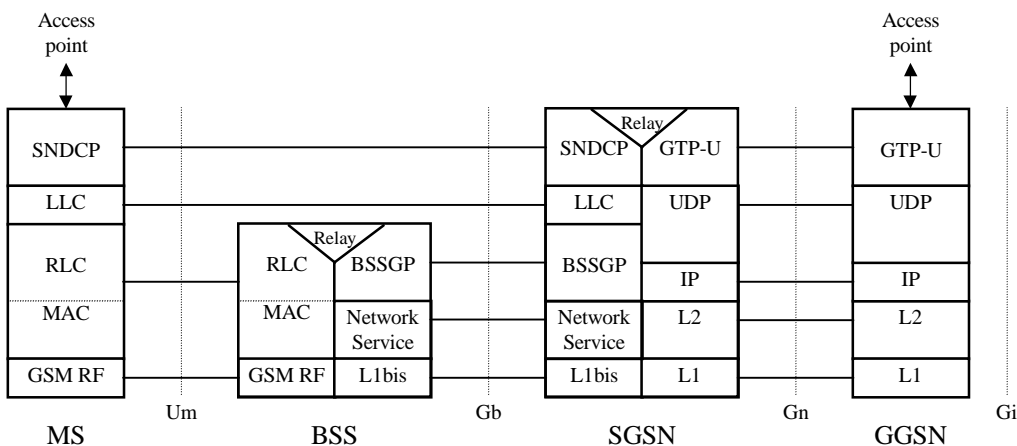 Access
point
Access
point
Relay
SNDCP
SNDCP
GTP-U
GTP-U
LLC
LLC
UDP
UDP
Relay
RLC
RLC
BSSGP
BSSGP
IP
IP
MAC
MAC
Network
Service
Network
Service
L2
L2
GSM RF
GSM RF
L1bis
L1bis
L1
L1
Um
Gb
Gn
Gi
MS
BSS
SGSN
GGSN